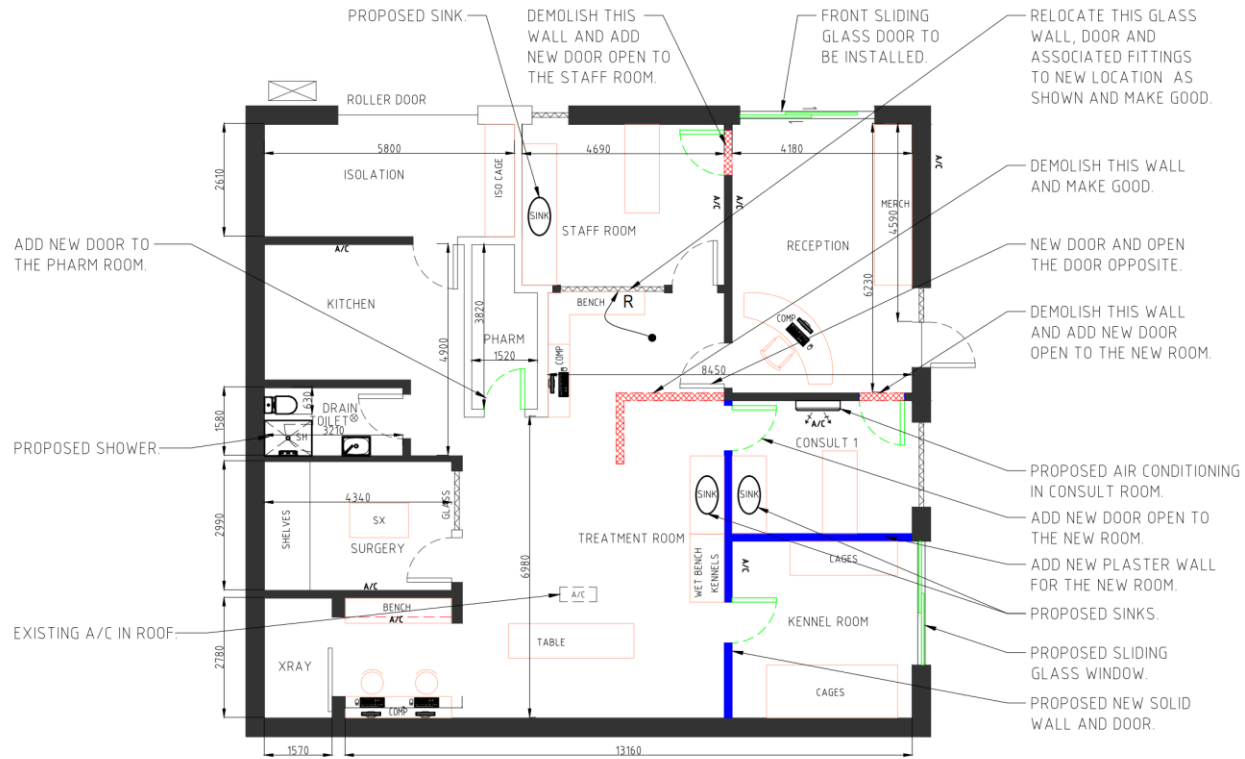 PROPOSED SINK.
DEMOLISH THIS
WALL AND ADD
NEW DOOR OPEN TO
THE STAFF ROOM.
FRONT SLIDING
GLASS DOOR TO
BE INSTALLED.
RELOCATE THIS GLASS
WALL, DOOR AND
ASSOCIATED FITTINGS
TO NEW LOCATION AS
SHOWN AND MAKE GOOD.
ROLLER DOOR
5800
4690
4180
ISOLATION
2610
ISO CAGE
SINK
STAFF ROOM
A/C
A/C
A/C
MERCH
4590
RECEPTION
6230
DEMOLISH THIS WALL
AND MAKE GOOD.
ADD NEW DOOR TO
THE PHARM ROOM.
A/C
KITCHEN
4900
3820
PHARM
1520
BENCH
R
COMP
COMP
8450
NEW DOOR AND OPEN
THE DOOR OPPOSITE.
DEMOLISH THIS WALL
AND ADD NEW DOOR
OPEN TO THE NEW ROOM.
1580
630
DRAIN
TOILET
3210
SH
PROPOSED SHOWER.
A/C
CONSULT 1
SINK
SINK
PROPOSED AIR CONDITIONING
IN CONSULT ROOM.
ADD NEW DOOR OPEN TO
THE NEW ROOM.
ADD NEW PLASTER WALL
FOR THE NEW ROOM.
PROPOSED SINKS.
2990
4340
GLASS
SHELVES
SX
SURGERY
A/C
6980
TREATMENT ROOM
WET BENCH
KENNELS
A/C
CAGES
A/C
KENNEL ROOM
EXISTING A/C IN ROOF.
BENCH
A/C
2780
XRAY
TABLE
COMP
CAGES
PROPOSED SLIDING
GLASS WINDOW.
PROPOSED NEW SOLID
WALL AND DOOR.
1570
13160